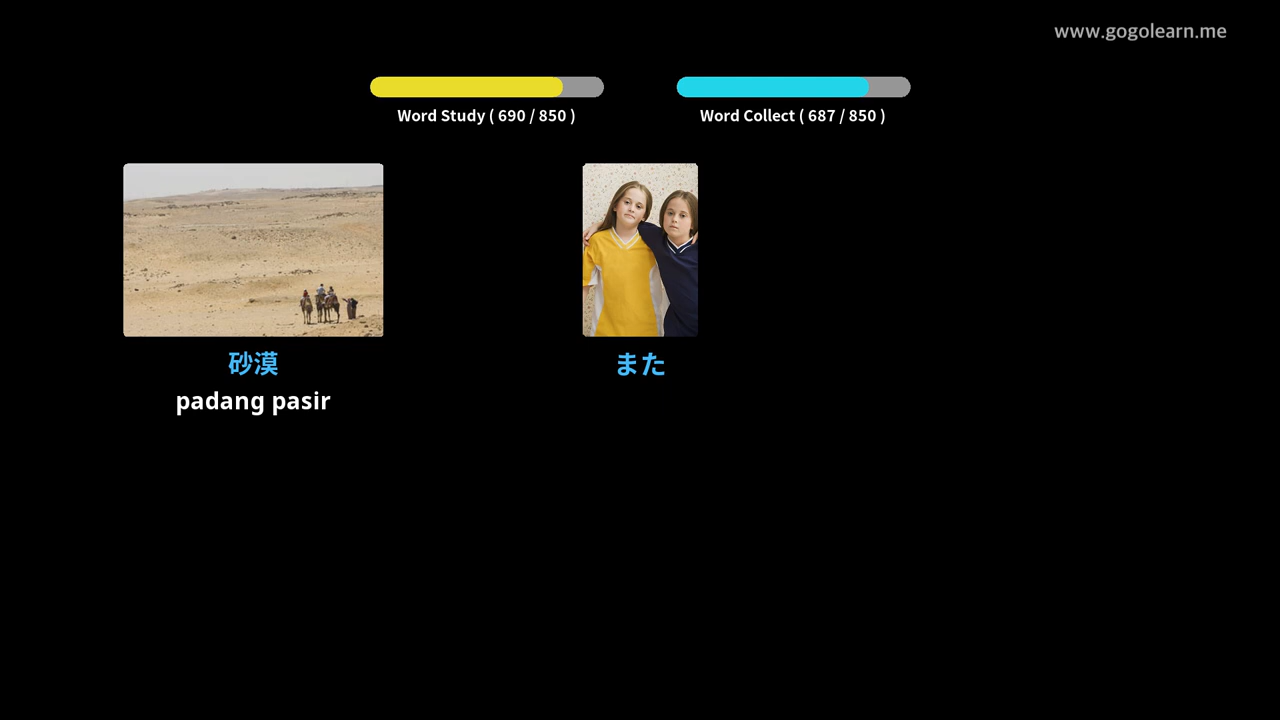 www.gogolearn.me
Word Study ( 690 / 850 )
Word Collect ( 687 / 850 )
砂漠
padang pasir
また